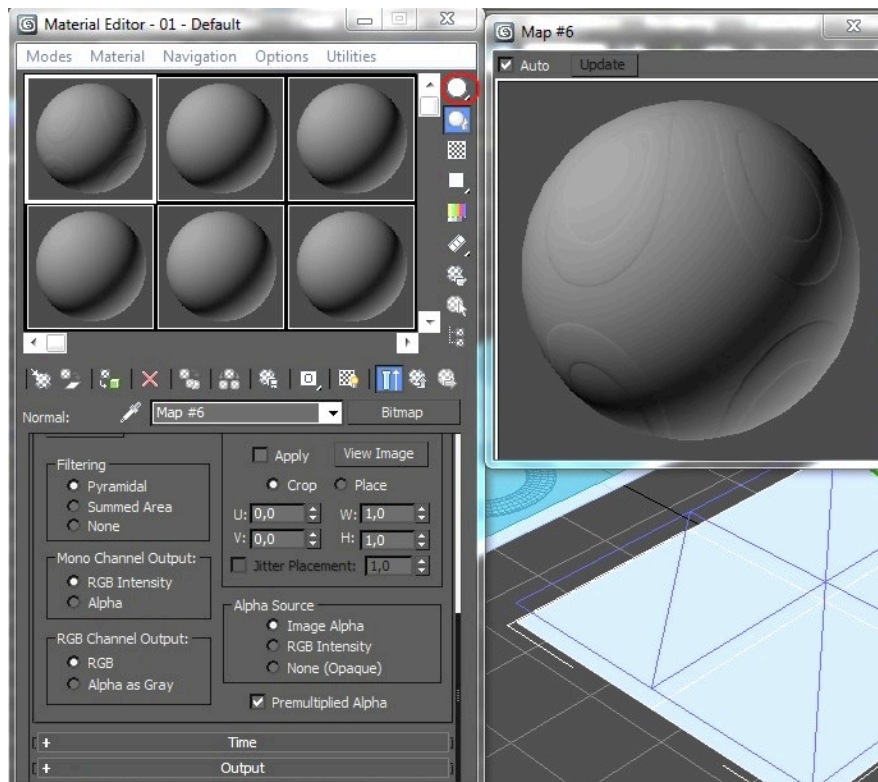 Material Editor - 01 - Default
Modes Material Navigation Options Utilities
Normal: Map #6 Bitmap
Filtering
Pyramidal
Summed Area
None
Mono Channel Output:
RGB Intensity
Alpha
RGB Channel Output:
RGB
Alpha as Gray
Apply View Image
Crop Place
U: 0,0 W: 1,0
V: 0,0 H: 1,0
Jitter Placement: 1,0
Alpha Source
Image Alpha
RGB Intensity
None (Opaque)
Premultiplied Alpha
+ Time
+ Output
Map #6
Auto Update